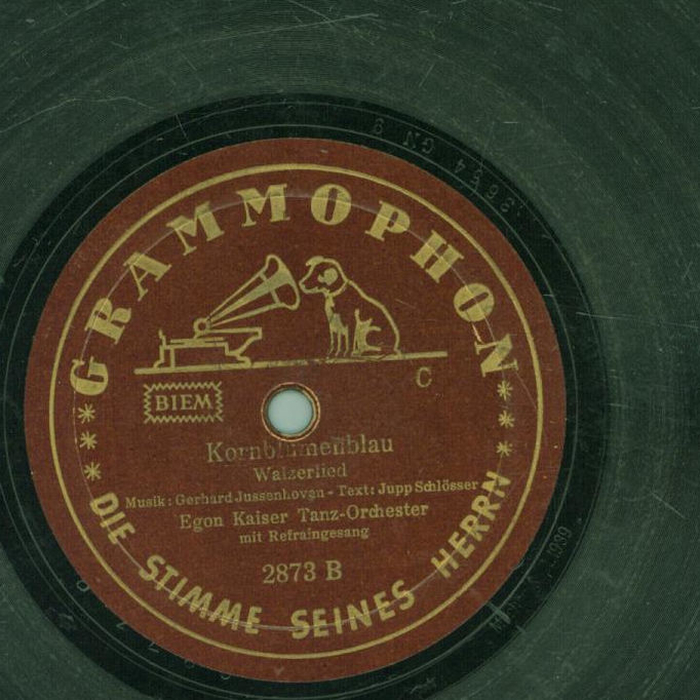 GRAMMOPHON
C
BIEM
Kornblumenblau
Walzerlied
Musik: Gerhard Jussenhoven - Text: Jupp Schlösser
Egon Kaiser Tanz-Orchester
mit Refraingesang
2873 B
DIE STIMME SEINES HERRN